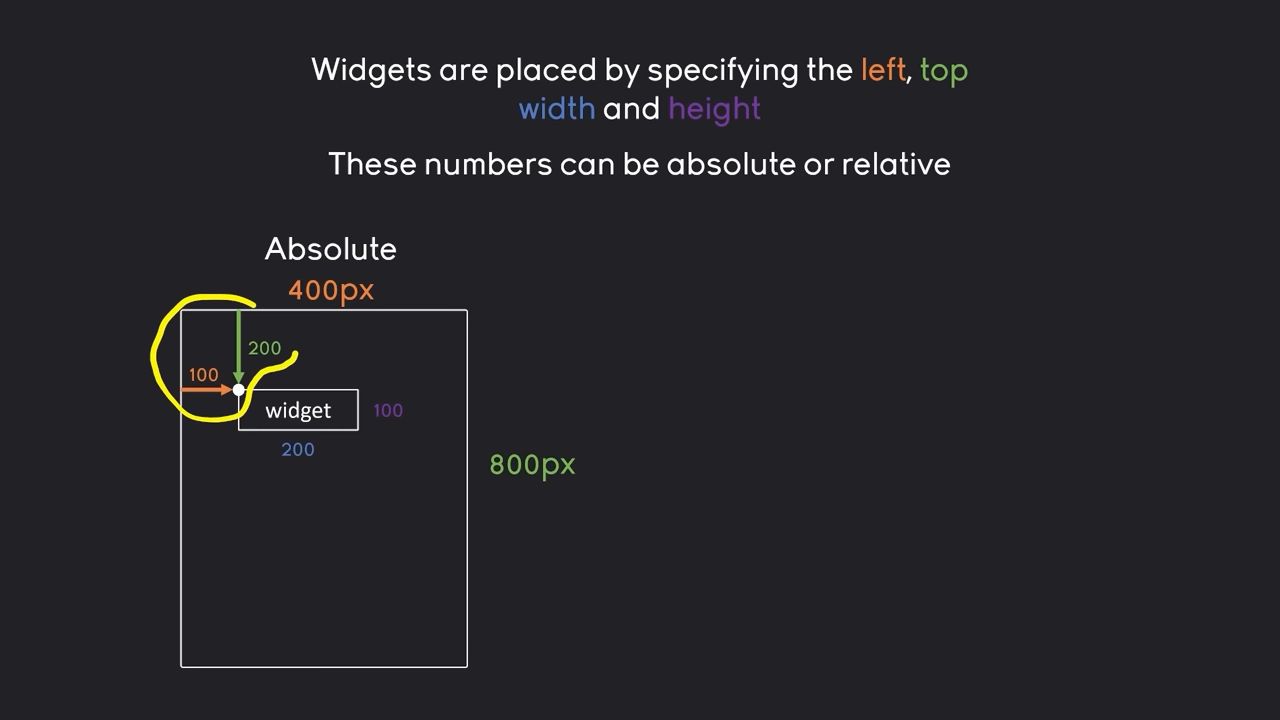 Widgets are placed by specifying the left, top
width and height
These numbers can be absolute or relative
Absolute
400px
200
100
widget
100
200
800px